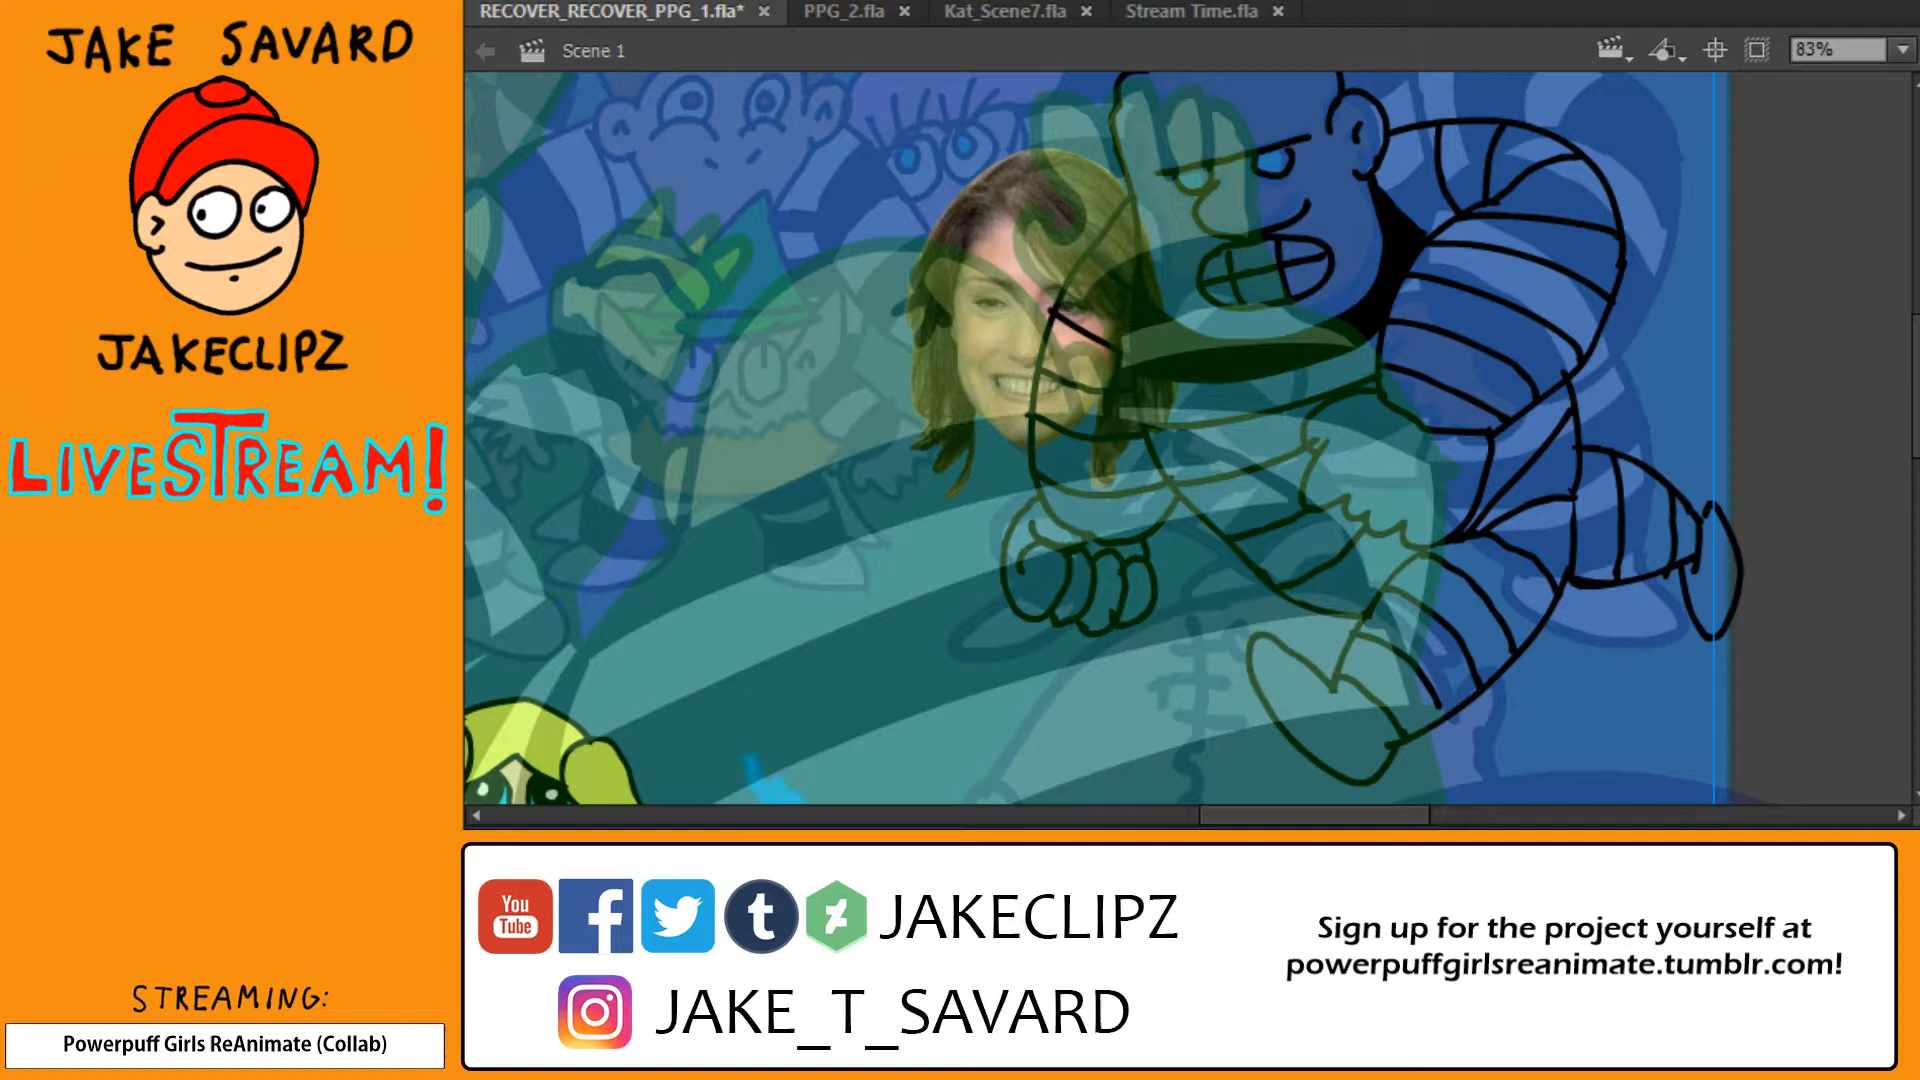 JAKE SAVARD
JAKECLIPZ
LIVESTREAM!
STREAMING:
Powerpuff Girls ReAnimate (Collab)
RECOVER_RECOVER_PPG_1.fla* × PPG_2.fla × Kat_Scene7.fla × Stream Time.fla ×
Scene 1
83%
You
Tube
f
t
JAKECLIPZ
JAKE_T_SAVARD
Sign up for the project yourself at
powerpuffgirlsreanimate.tumblr.com!